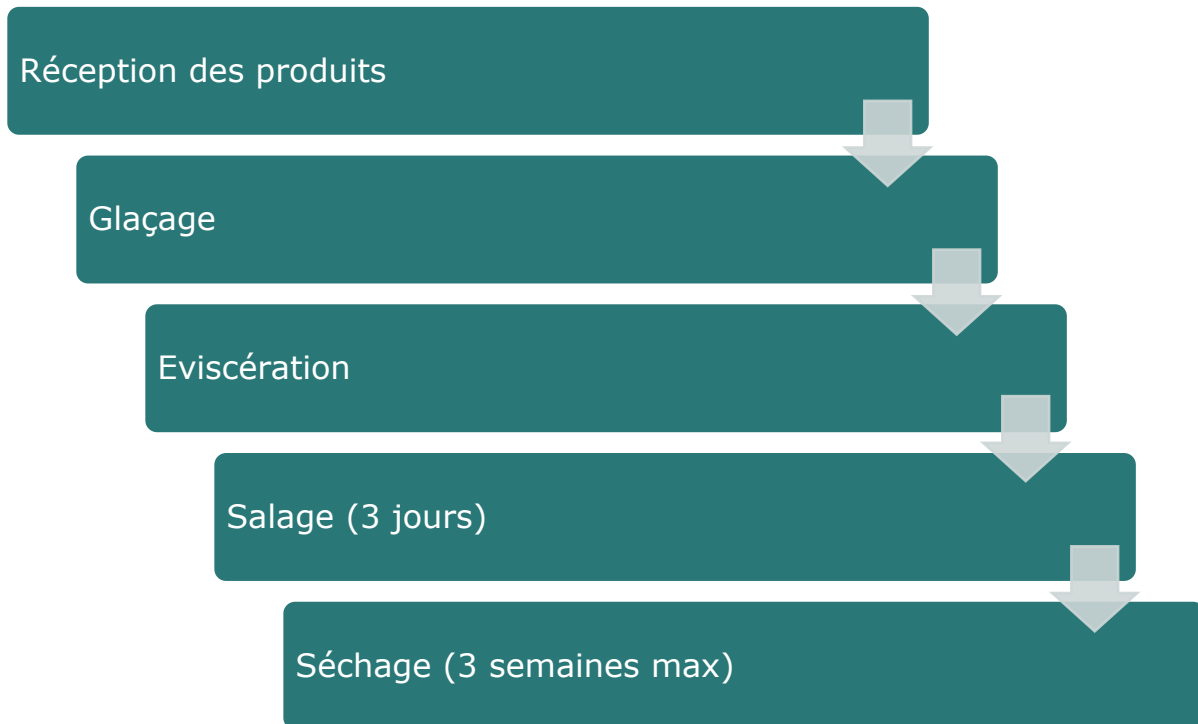 Réception des produits
Glaçage
Eviscération
Salage (3 jours)
Séchage (3 semaines max)